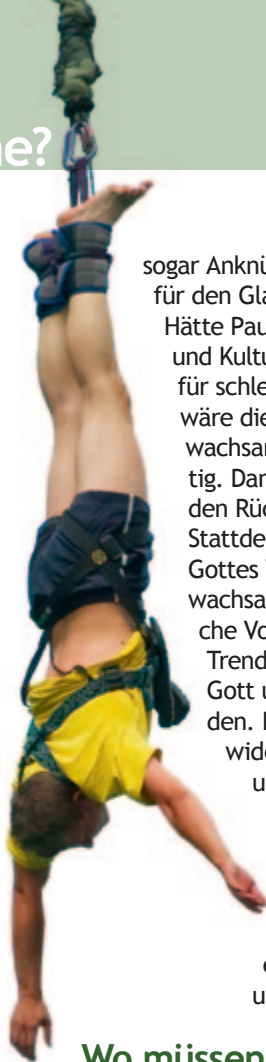 ne?
sogar Anknü
für den Gla
Hätte Pau
und Kultu
für schle
wäre die
wachsar
tig. Dar
den Rüc
Stattde
Gottes
wachsa
che Vo
Trend
Gott u
den. I
wide
u
e
u
Wo müssen